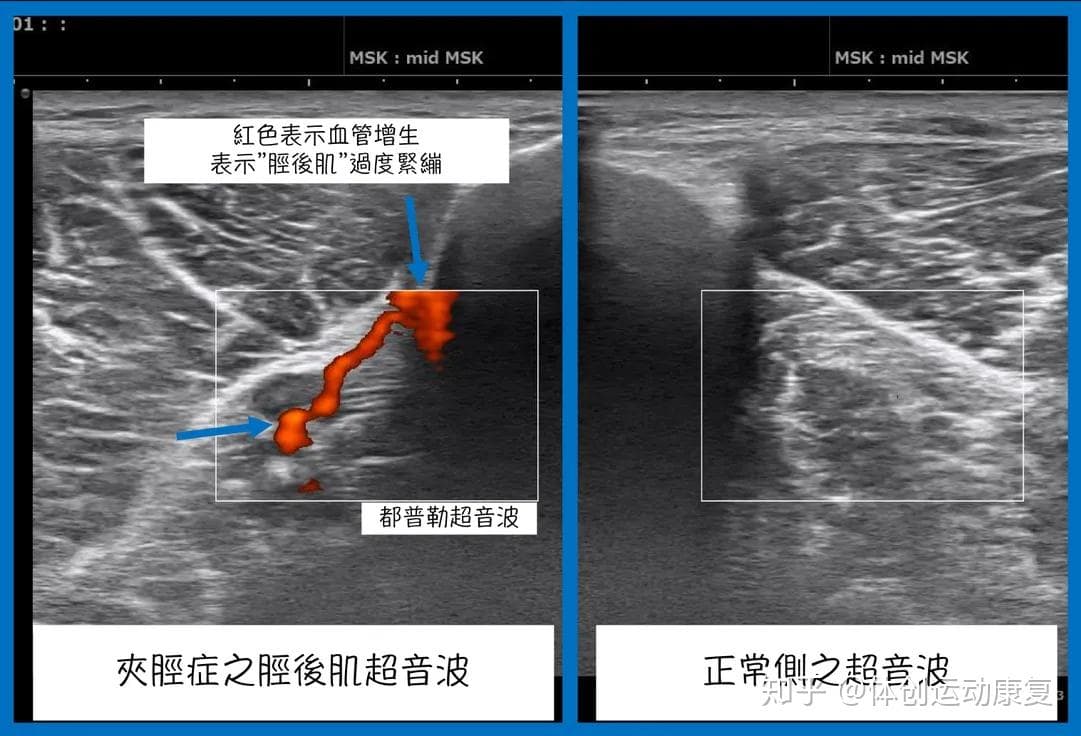 01 : :
MSK : mid MSK
MSK : mid MSK
紅色表示血管增生
表示"脛後肌"過度緊繃
都普勒超音波
夾脛症之脛後肌超音波
正常側之超音波
知乎 @体创运动康复
3